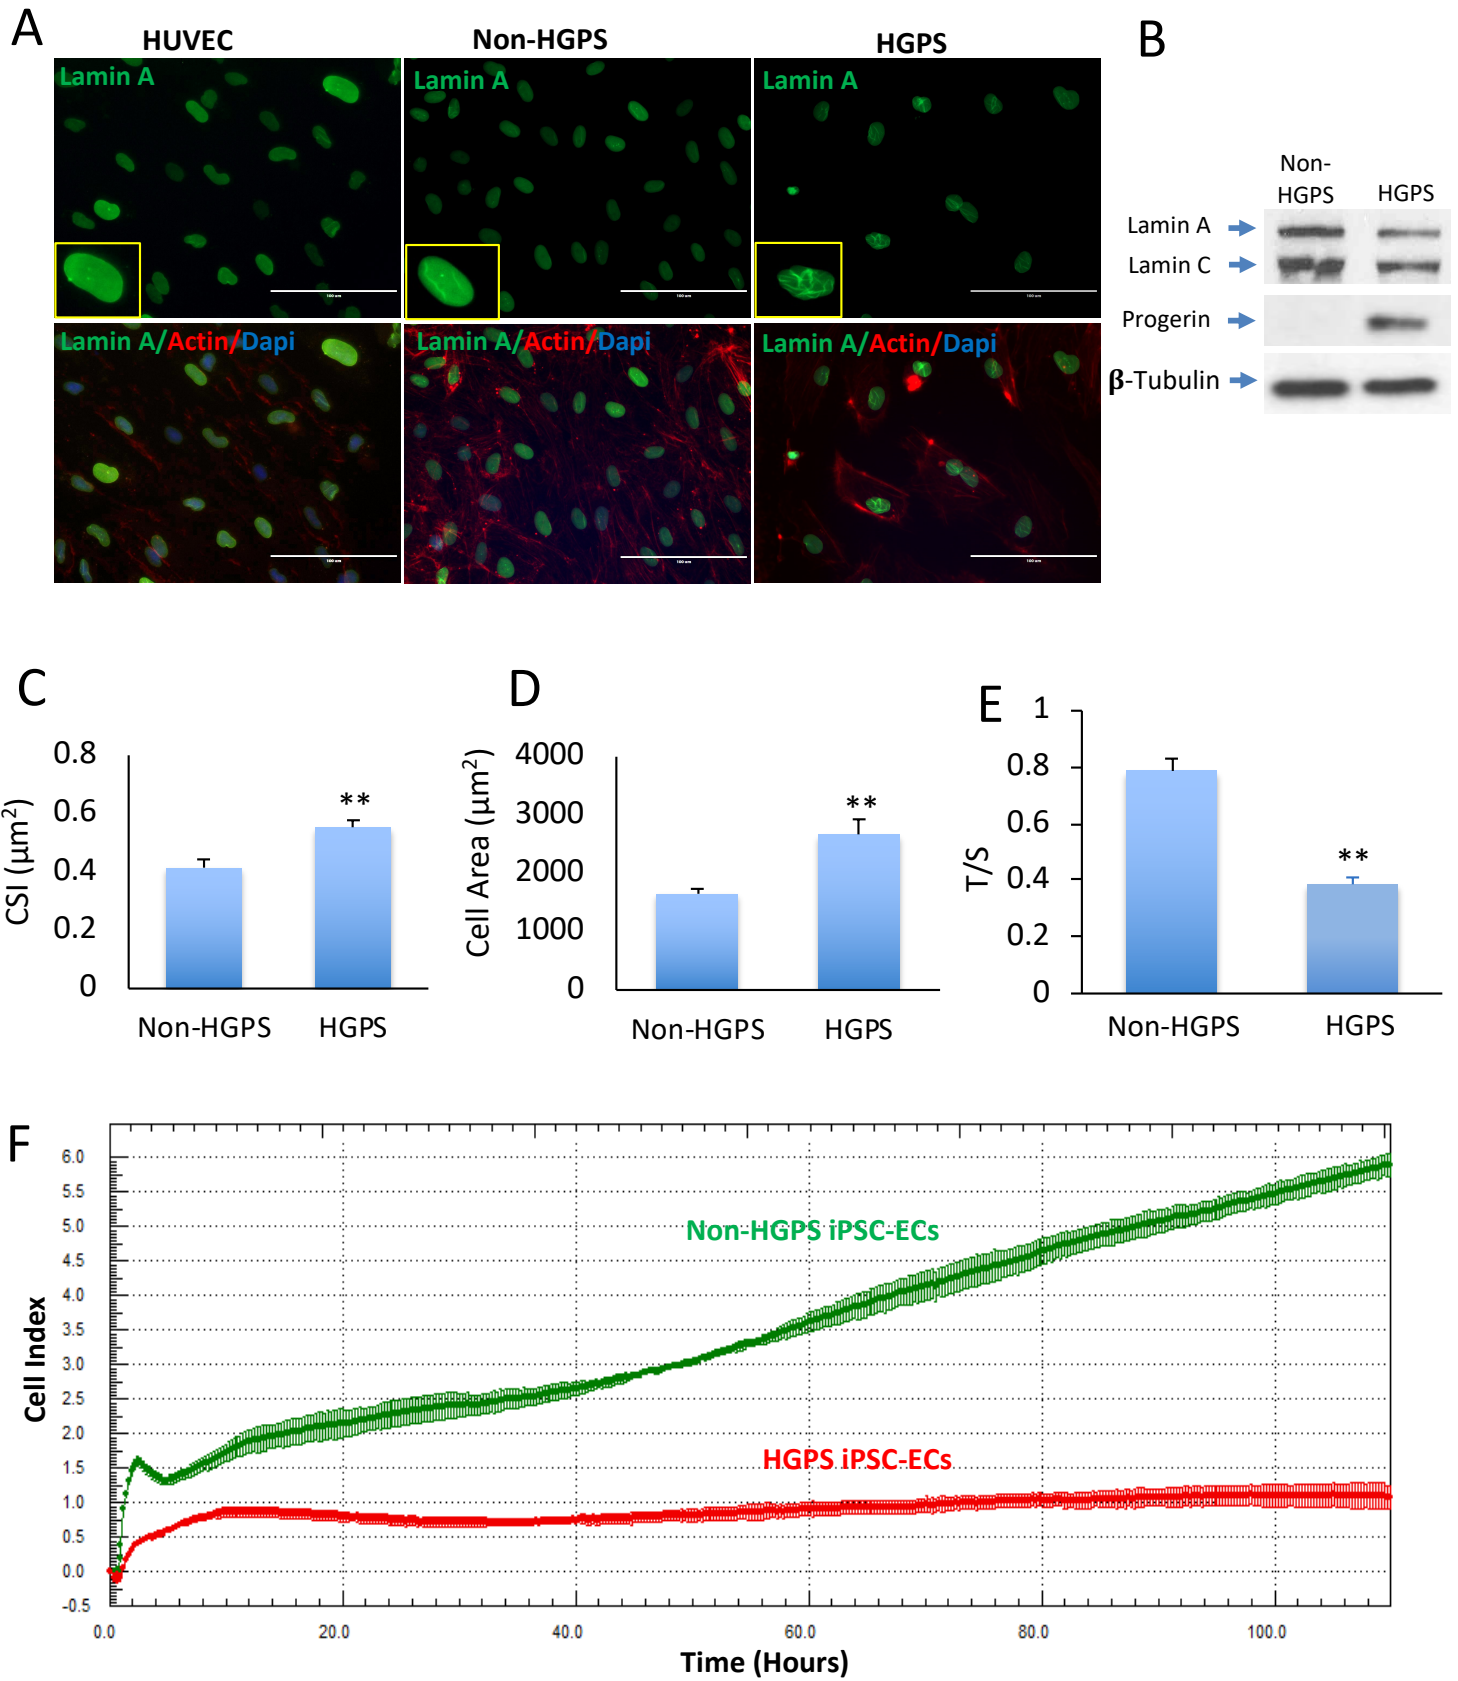 A
HUVEC
Non-HGPS
HGPS
Lamin A
Lamin A
Lamin A
Lamin A/Actin/Dapi
Lamin A/Actin/Dapi
Lamin A/Actin/Dapi
B
Non-
HGPS
HGPS
Lamin A
Lamin C
Progerin
β-Tubulin
C
CSI (μm²)
0.8
0.6
0.4
0.2
0
**
Non-HGPS
HGPS
D
Cell Area (μm²)
4000
3000
2000
1000
0
**
Non-HGPS
HGPS
E
T/S
1
0.8
0.6
0.4
0.2
0
**
Non-HGPS
HGPS
F
Cell Index
6.0
5.5
5.0
4.5
4.0
3.5
3.0
2.5
2.0
1.5
1.0
0.5
0.0
-0.5
Non-HGPS iPSC-ECs
HGPS iPSC-ECs
0.0 20.0 40.0 60.0 80.0 100.0
Time (Hours)